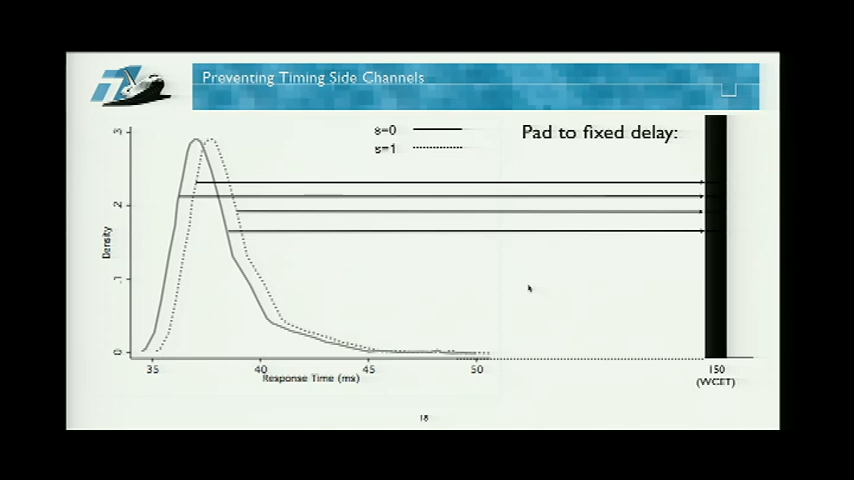 Preventing Timing Side Channels
s=0
s=1
Pad to fixed delay:
.3
.2
.1
0
Density
35
40
45
50
150
(WCET)
Response Time (ms)
18